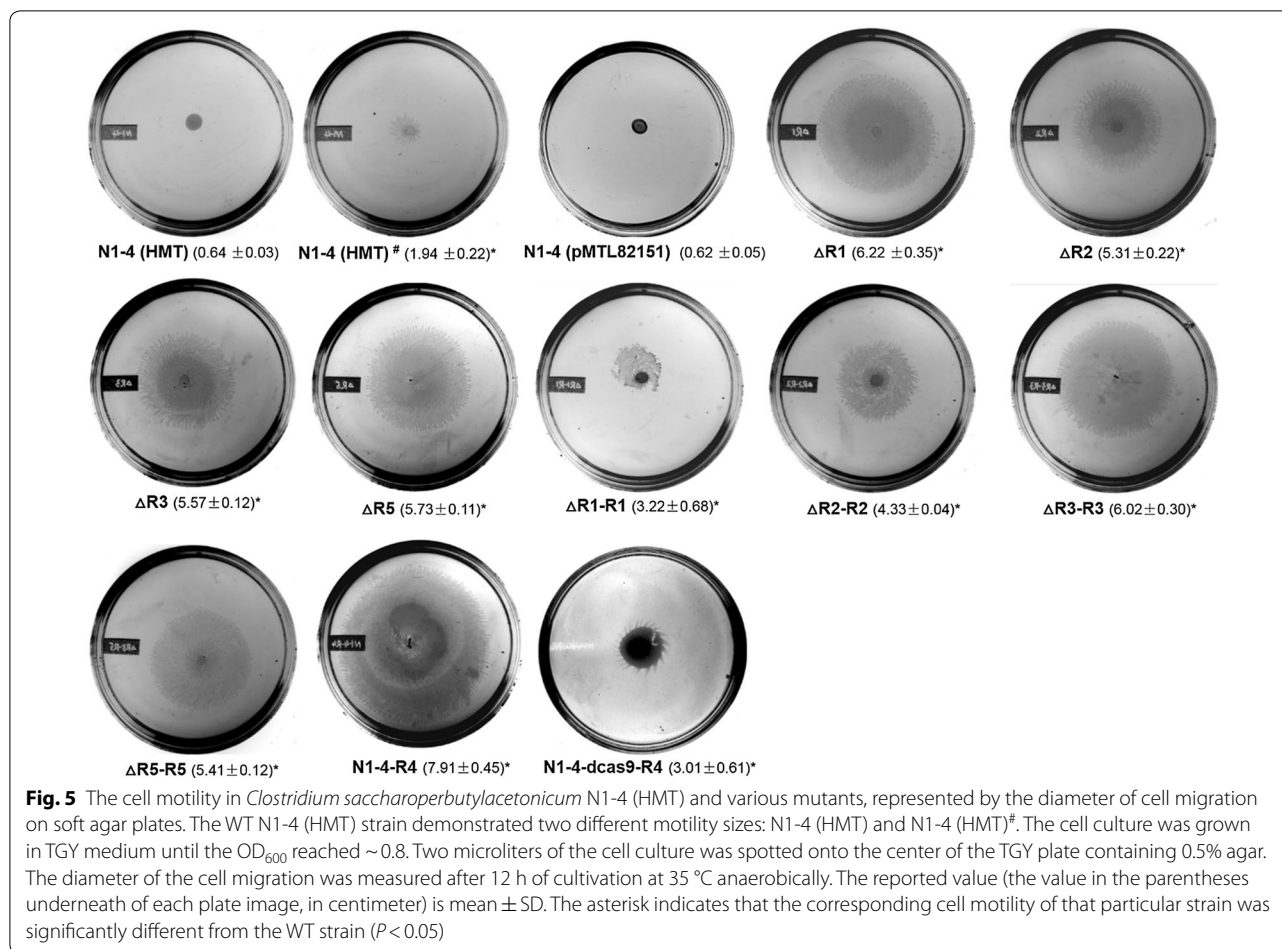 N1-4 (HMT) (0.64 ±0.03)
N1-4 (HMT) # (1.94 ±0.22)*
N1-4 (pMTL82151) (0.62 ±0.05)
△R1 (6.22 ±0.35)*
△R2 (5.31±0.22)*
△R3 (5.57±0.12)*
△R5 (5.73±0.11)*
△R1-R1 (3.22±0.68)*
△R2-R2 (4.33±0.04)*
△R3-R3 (6.02±0.30)*
△R5-R5 (5.41±0.12)*
N1-4-R4 (7.91±0.45)*
N1-4-dcas9-R4 (3.01±0.61)*
Fig. 5 The cell motility in Clostridium saccharoperbutylacetonicum N1-4 (HMT) and various mutants, represented by the diameter of cell migration
on soft agar plates. The WT N1-4 (HMT) strain demonstrated two different motility sizes: N1-4 (HMT) and N1-4 (HMT)#. The cell culture was grown
in TGY medium until the OD600 reached ~ 0.8. Two microliters of the cell culture was spotted onto the center of the TGY plate containing 0.5% agar.
The diameter of the cell migration was measured after 12 h of cultivation at 35 °C anaerobically. The reported value (the value in the parentheses
underneath of each plate image, in centimeter) is mean ± SD. The asterisk indicates that the corresponding cell motility of that particular strain was
significantly different from the WT strain (P < 0.05)